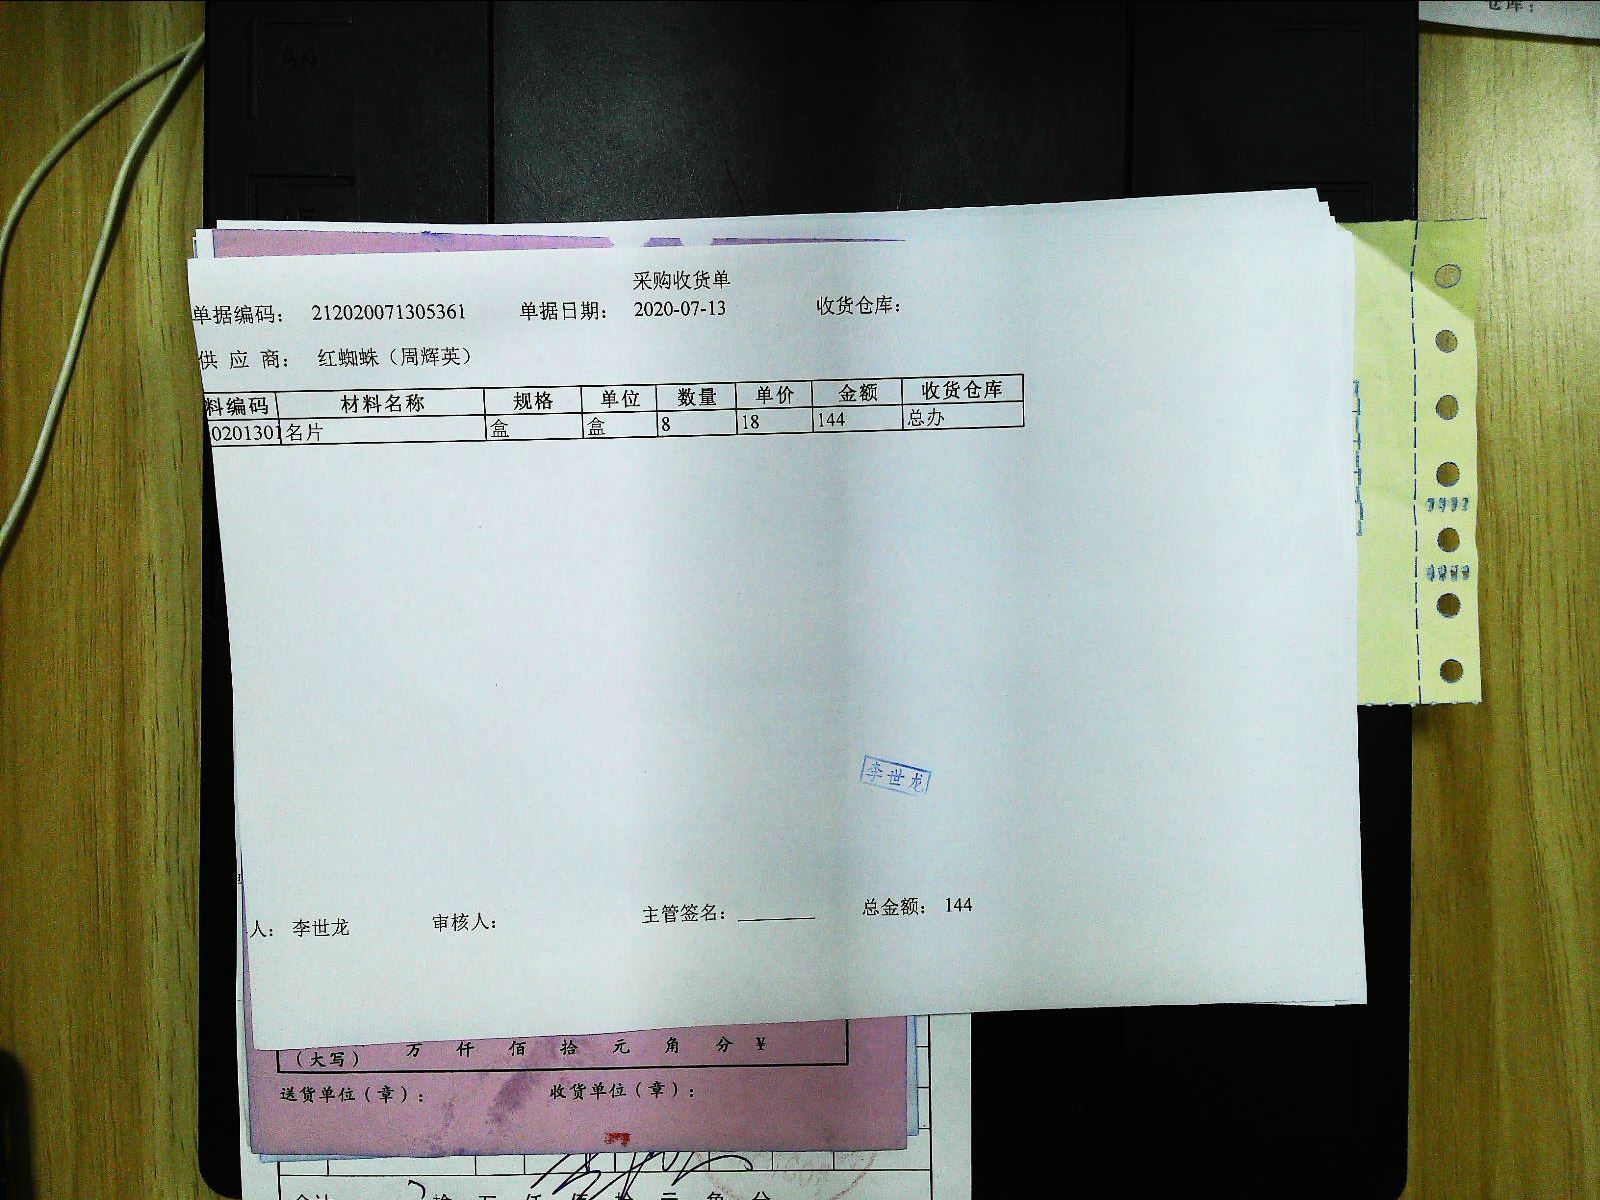 仓库：
采购收货单
单据编码： 212020071305361 单据日期： 2020-07-13 收货仓库：
供 应 商： 红蜘蛛（周辉英）
料编码 材料名称 规格 单位 数量 单价 金额 收货仓库
0201301 名片 盒 盒 8 18 144 总办
李世龙
人： 李世龙 审核人： 主管签名：________ 总金额： 144
（大写） 万 仟 佰 拾 元 角 分 ¥
送货单位（章）： 收货单位（章）：